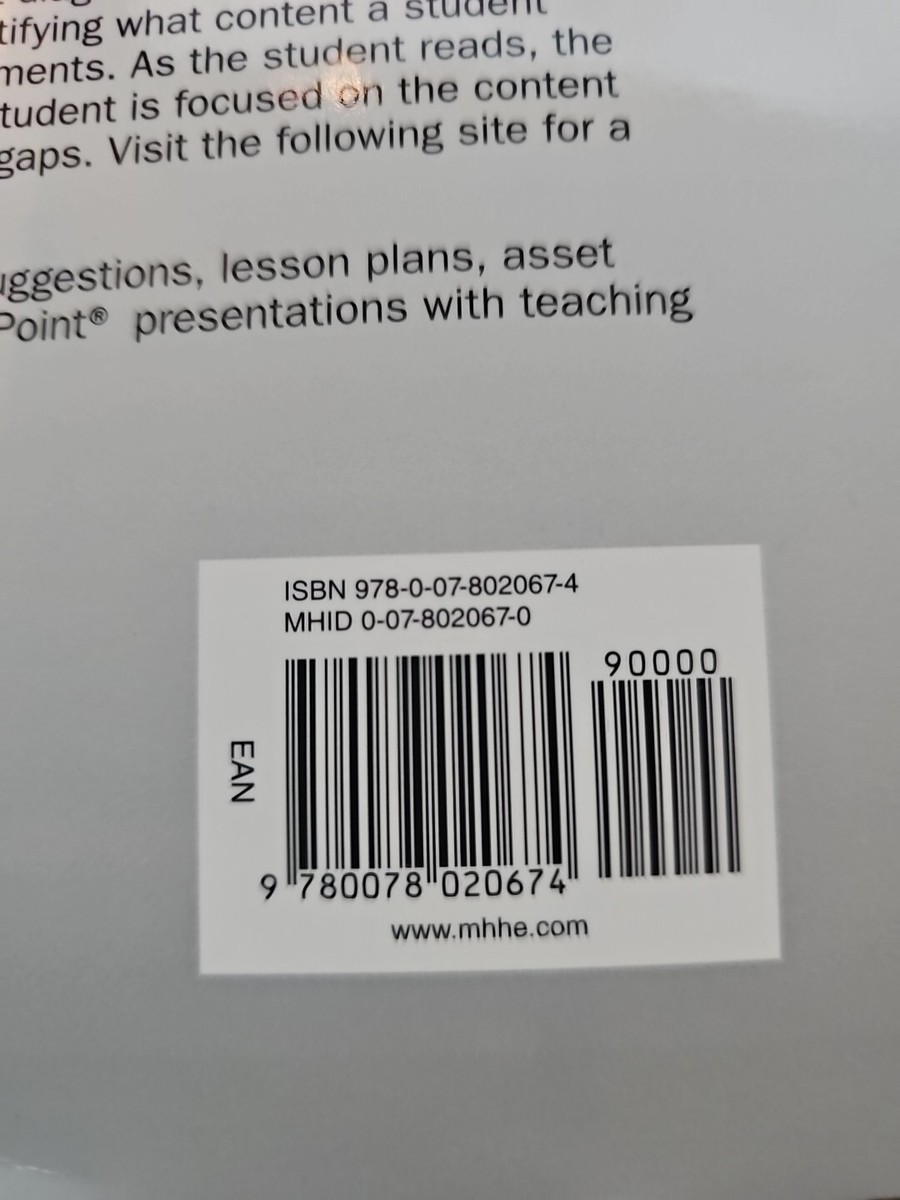 tifying what content a student
ments. As the student reads, the
tudent is focused on the content
gaps. Visit the following site for a
ggestions, lesson plans, asset
Point® presentations with teaching
ISBN 978-0-07-802067-4
MHID 0-07-802067-0
90000
EAN
9 780078 020674
www.mhhe.com